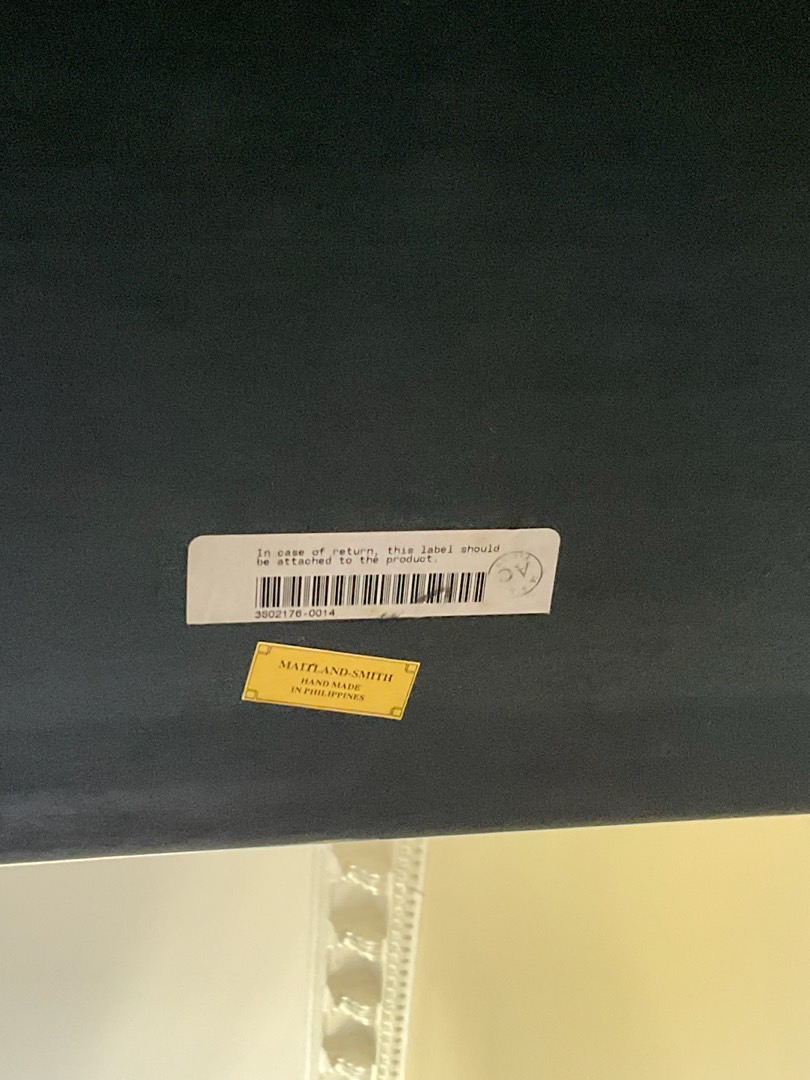 In case of return, this label should
be attached to the product.
3802176-0014
MAITLAND-SMITH
HAND MADE
IN PHILIPPINES